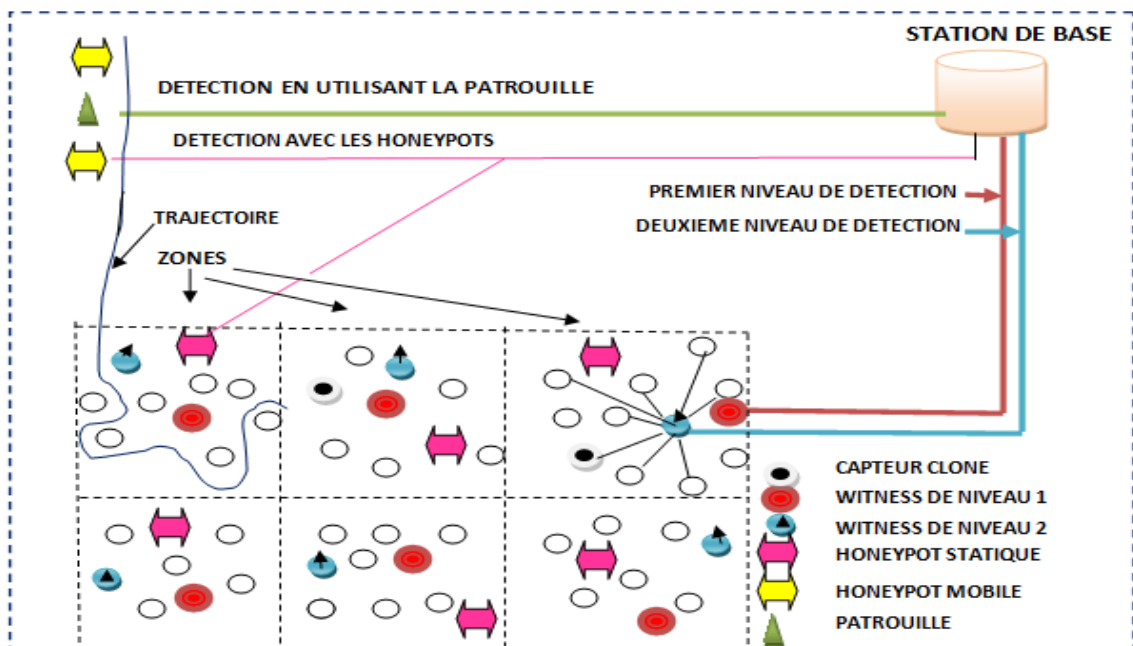 STATION DE BASE
DETECTION EN UTILISANT LA PATROUILLE
DETECTION AVEC LES HONEYPOTS
PREMIER NIVEAU DE DETECTION
TRAJECTOIRE
DEUXIEME NIVEAU DE DETECTION
ZONES
CAPTEUR CLONE
WITNESS DE NIVEAU 1
WITNESS DE NIVEAU 2
HONEYPOT STATIQUE
HONEYPOT MOBILE
PATROUILLE